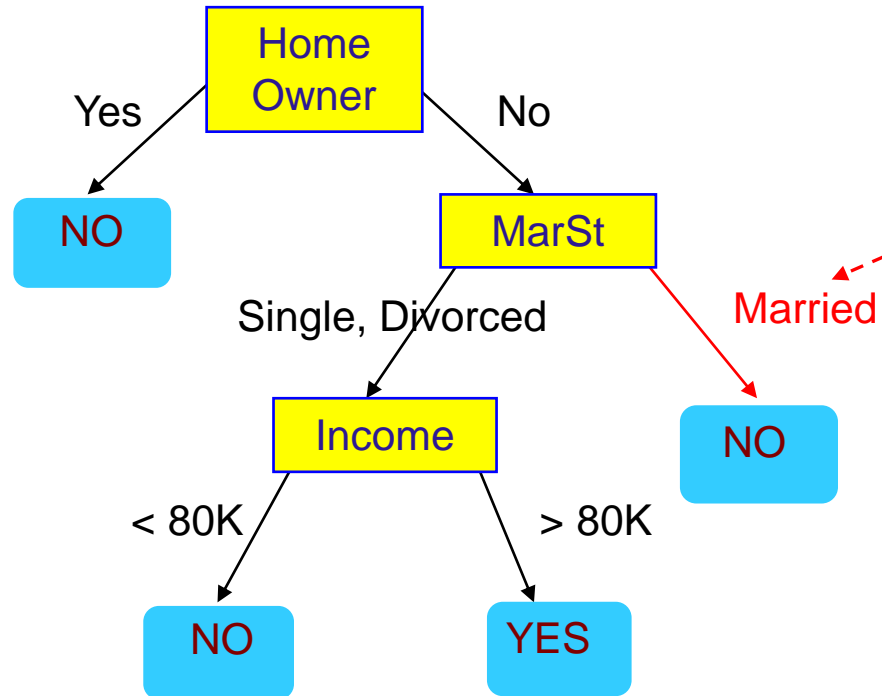 Home
Owner
Yes
No
NO
MarSt
Single, Divorced
Married
Income
NO
< 80K
> 80K
NO
YES